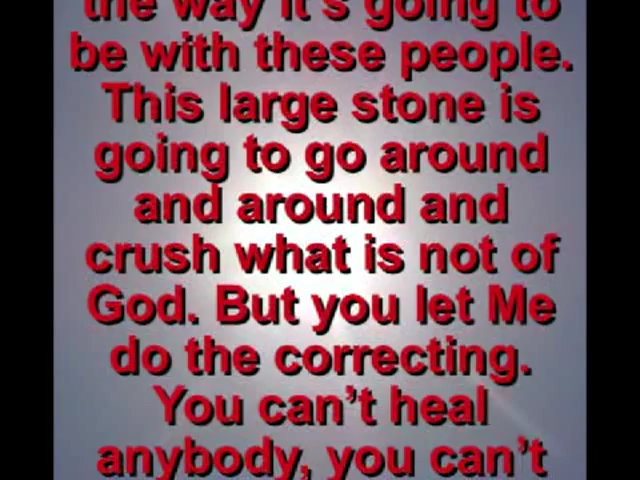 the way it's going to
be with these people.
This large stone is
going to go around
and around and
crush what is not of
God. But you let Me
do the correcting.
You can't heal
anybody, you can't